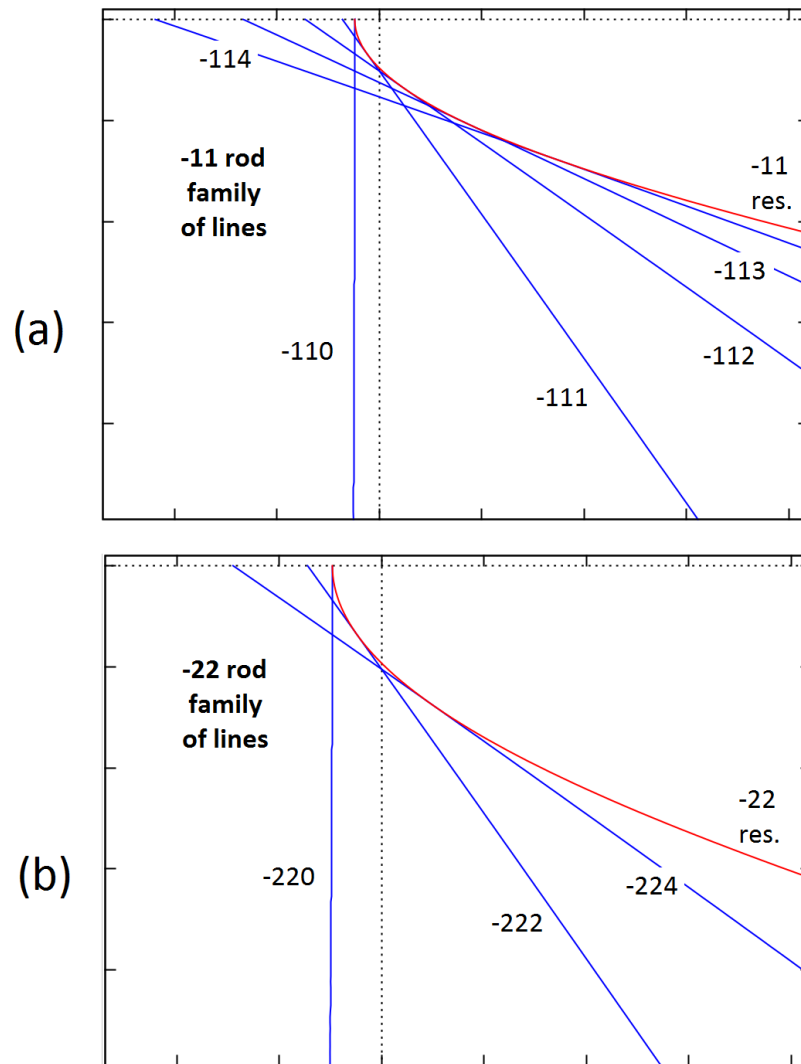 -114
-11 rod
family
of lines
-11
res.
-113
(a)
-110
-112
-111
-22 rod
family
of lines
-22
res.
(b)
-220
-224
-222